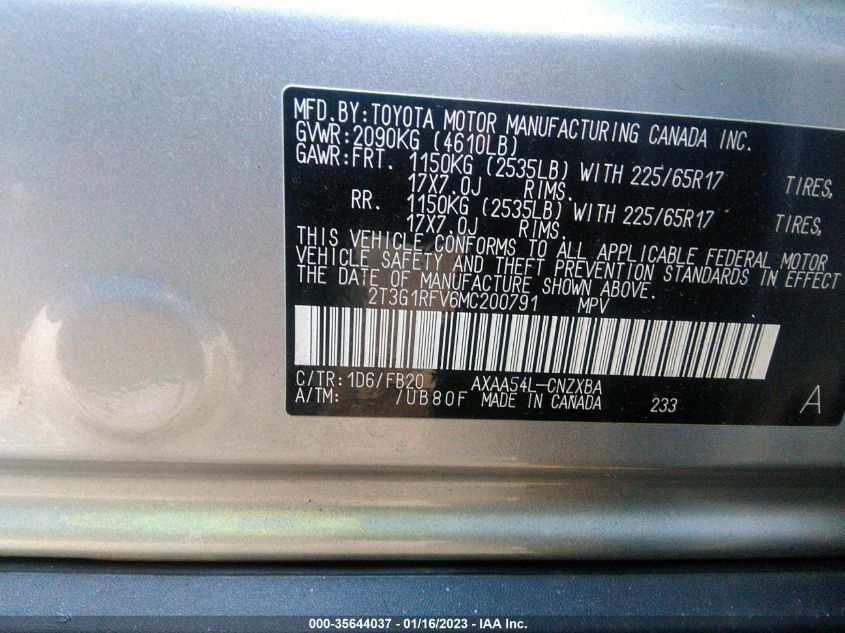 MFD.BY:TOYOTA MOTOR MANUFACTURING CANADA INC.
GVWR:2090KG (4610LB)
GAWR:FRT. 1150KG (2535LB) WITH 225/65R17 TIRES,
17X7.0J RIMS.
RR. 1150KG (2535LB) WITH 225/65R17 TIRES,
17X7.0J RIMS.
THIS VEHICLE CONFORMS TO ALL APPLICABLE FEDERAL MOTOR
VEHICLE SAFETY AND THEFT PREVENTION STANDARDS IN EFFECT
THE DATE OF MANUFACTURE SHOWN ABOVE.
2T3G1RFV6MC200791 MPV
C/TR:1D6/FB20 AXAA54L-CNZXBA
A/TM: /UB80F MADE IN CANADA 233 A
000-35644037 - 01/16/2023 - IAA Inc.